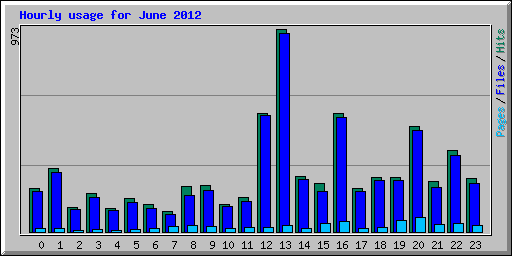 Hourly usage for June 2012
973
Pages / Files / Hits
0 1 2 3 4 5 6 7 8 9 10 11 12 13 14 15 16 17 18 19 20 21 22 23